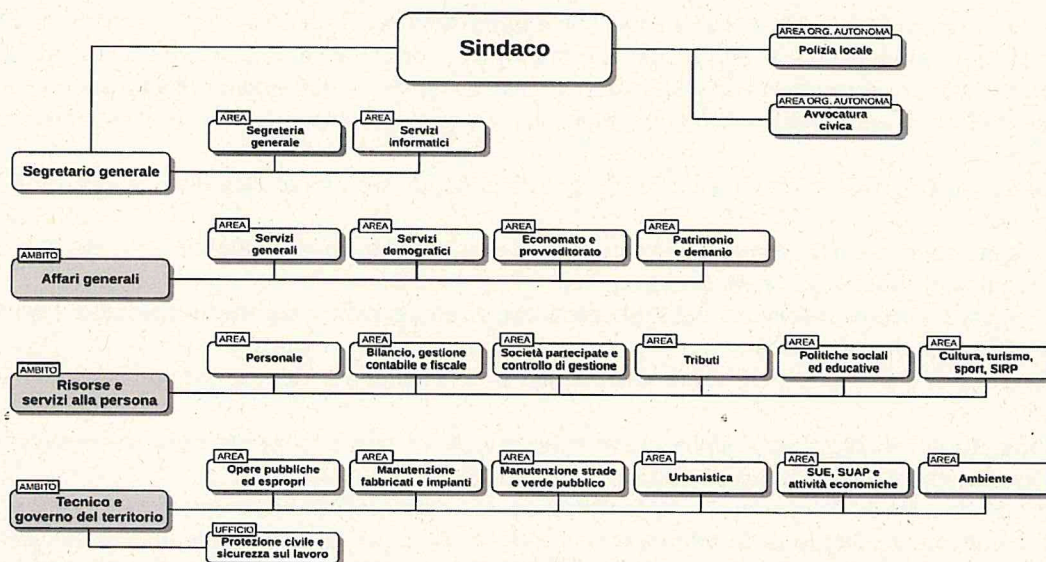 Sindaco
AREA ORG. AUTONOMA
Polizia locale
AREA ORG. AUTONOMA
Avvocatura
civica
Segretario generale
AREA
Segreteria
generale
AREA
Servizi
informatici
AMBITO
Affari generali
AREA
Servizi
generali
AREA
Servizi
demografici
AREA
Economato e
provveditorato
AREA
Patrimonio
e demanio
AMBITO
Risorse e
servizi alla persona
AREA
Personale
AREA
Bilancio, gestione
contabile e fiscale
AREA
Società partecipate e
controllo di gestione
AREA
Tributi
AREA
Politiche sociali
ed educative
AREA
Cultura, turismo,
sport, SIRP
AMBITO
Tecnico e
governo del territorio
AREA
Opere pubbliche
ed espropri
AREA
Manutenzione
fabbricati e impianti
AREA
Manutenzione strade
e verde pubblico
AREA
Urbanistica
AREA
SUE, SUAP e
attività economiche
AREA
Ambiente
UFFICIO
Protezione civile e
sicurezza sul lavoro